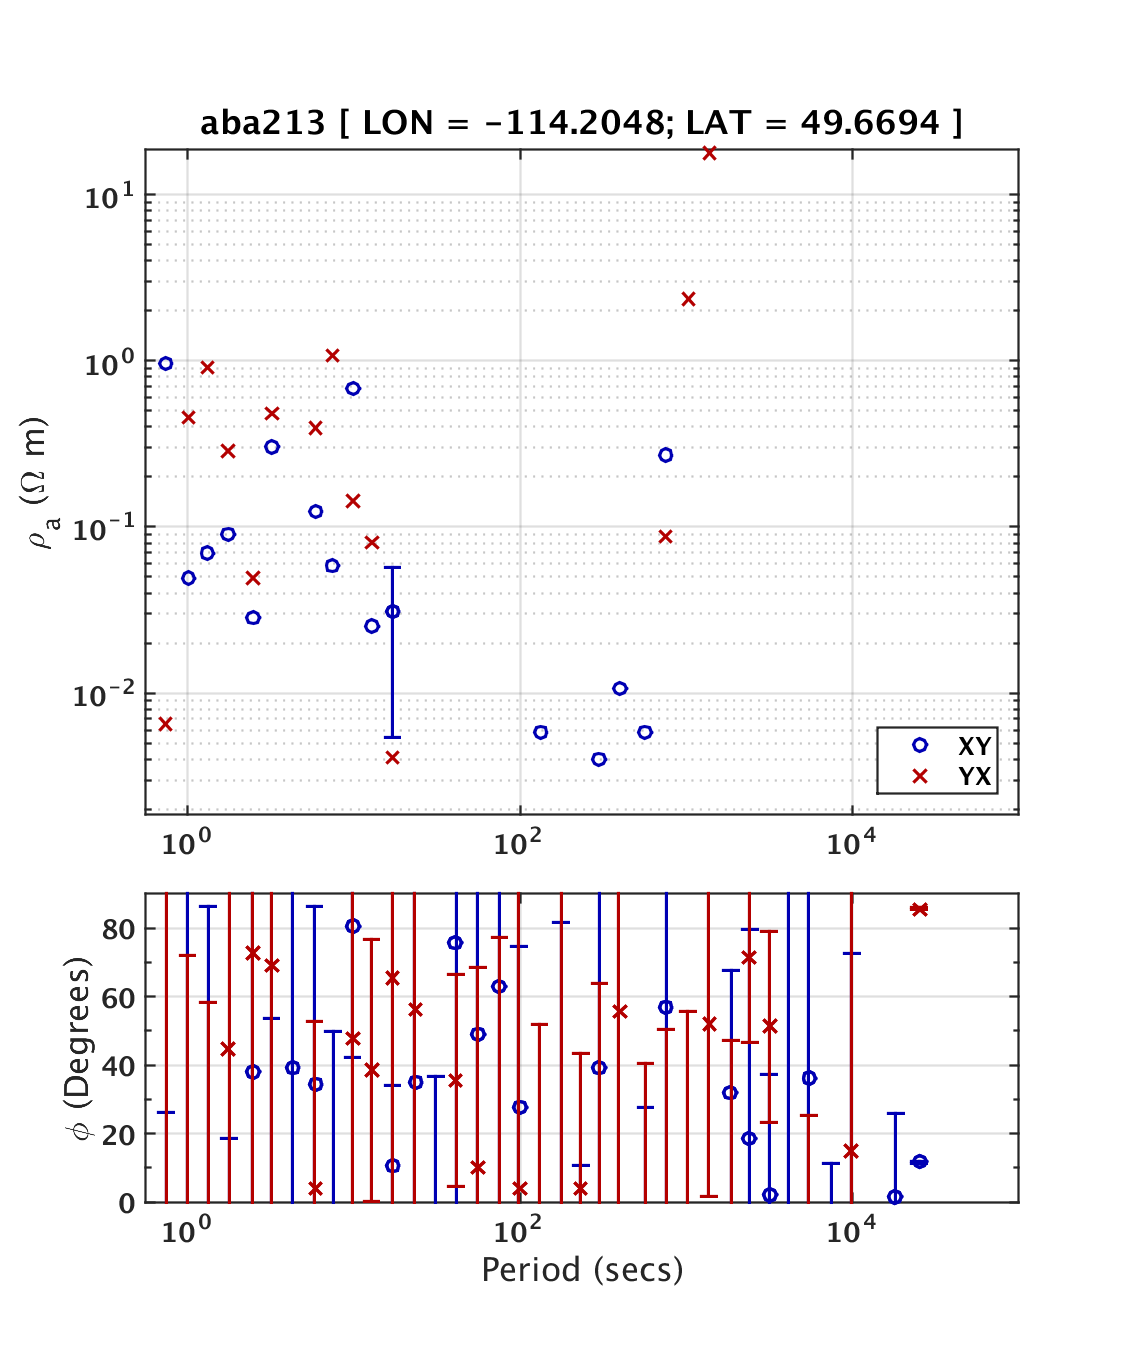 aba213 [ LON = -114.2048; LAT = 49.6694 ]
ρa (Ω m)
10^1
10^0
10^-1
10^-2
XY
YX
10^0 10^2 10^4
ϕ (Degrees)
80
60
40
20
0
10^0 10^2 10^4
Period (secs)